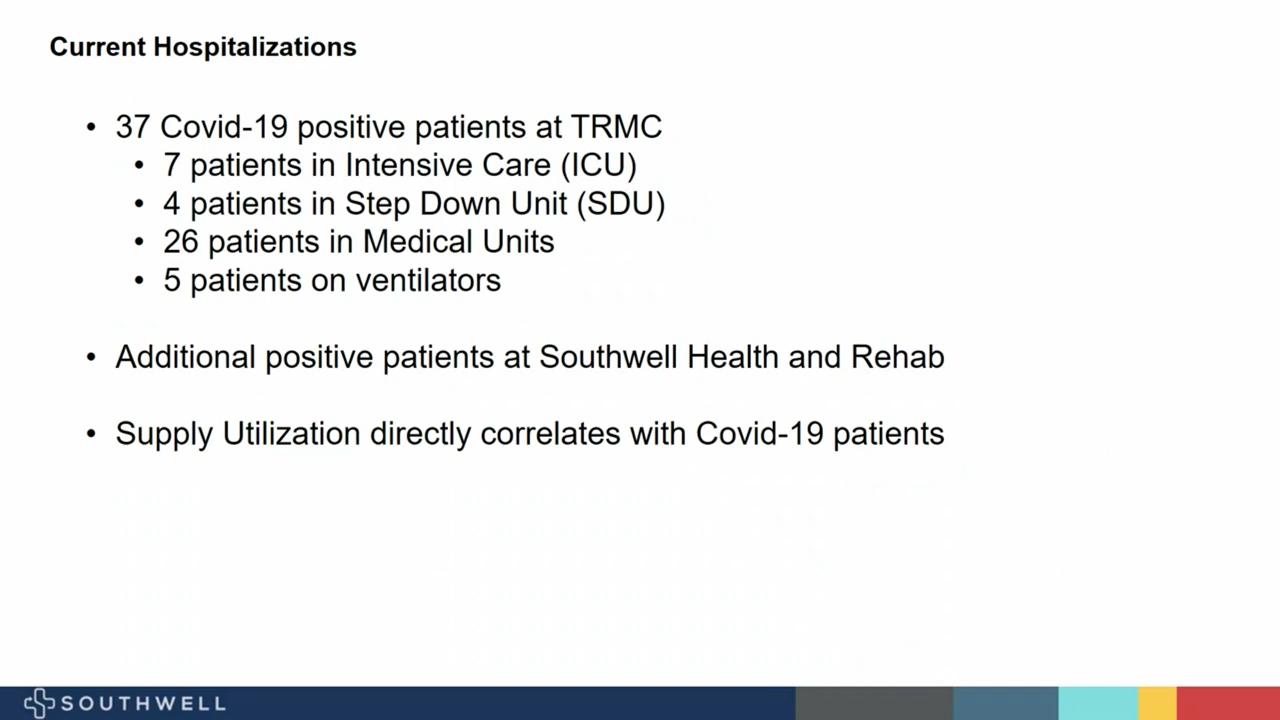 Current Hospitalizations
• 37 Covid-19 positive patients at TRMC
• 7 patients in Intensive Care (ICU)
• 4 patients in Step Down Unit (SDU)
• 26 patients in Medical Units
• 5 patients on ventilators
• Additional positive patients at Southwell Health and Rehab
• Supply Utilization directly correlates with Covid-19 patients
SOUTHWELL